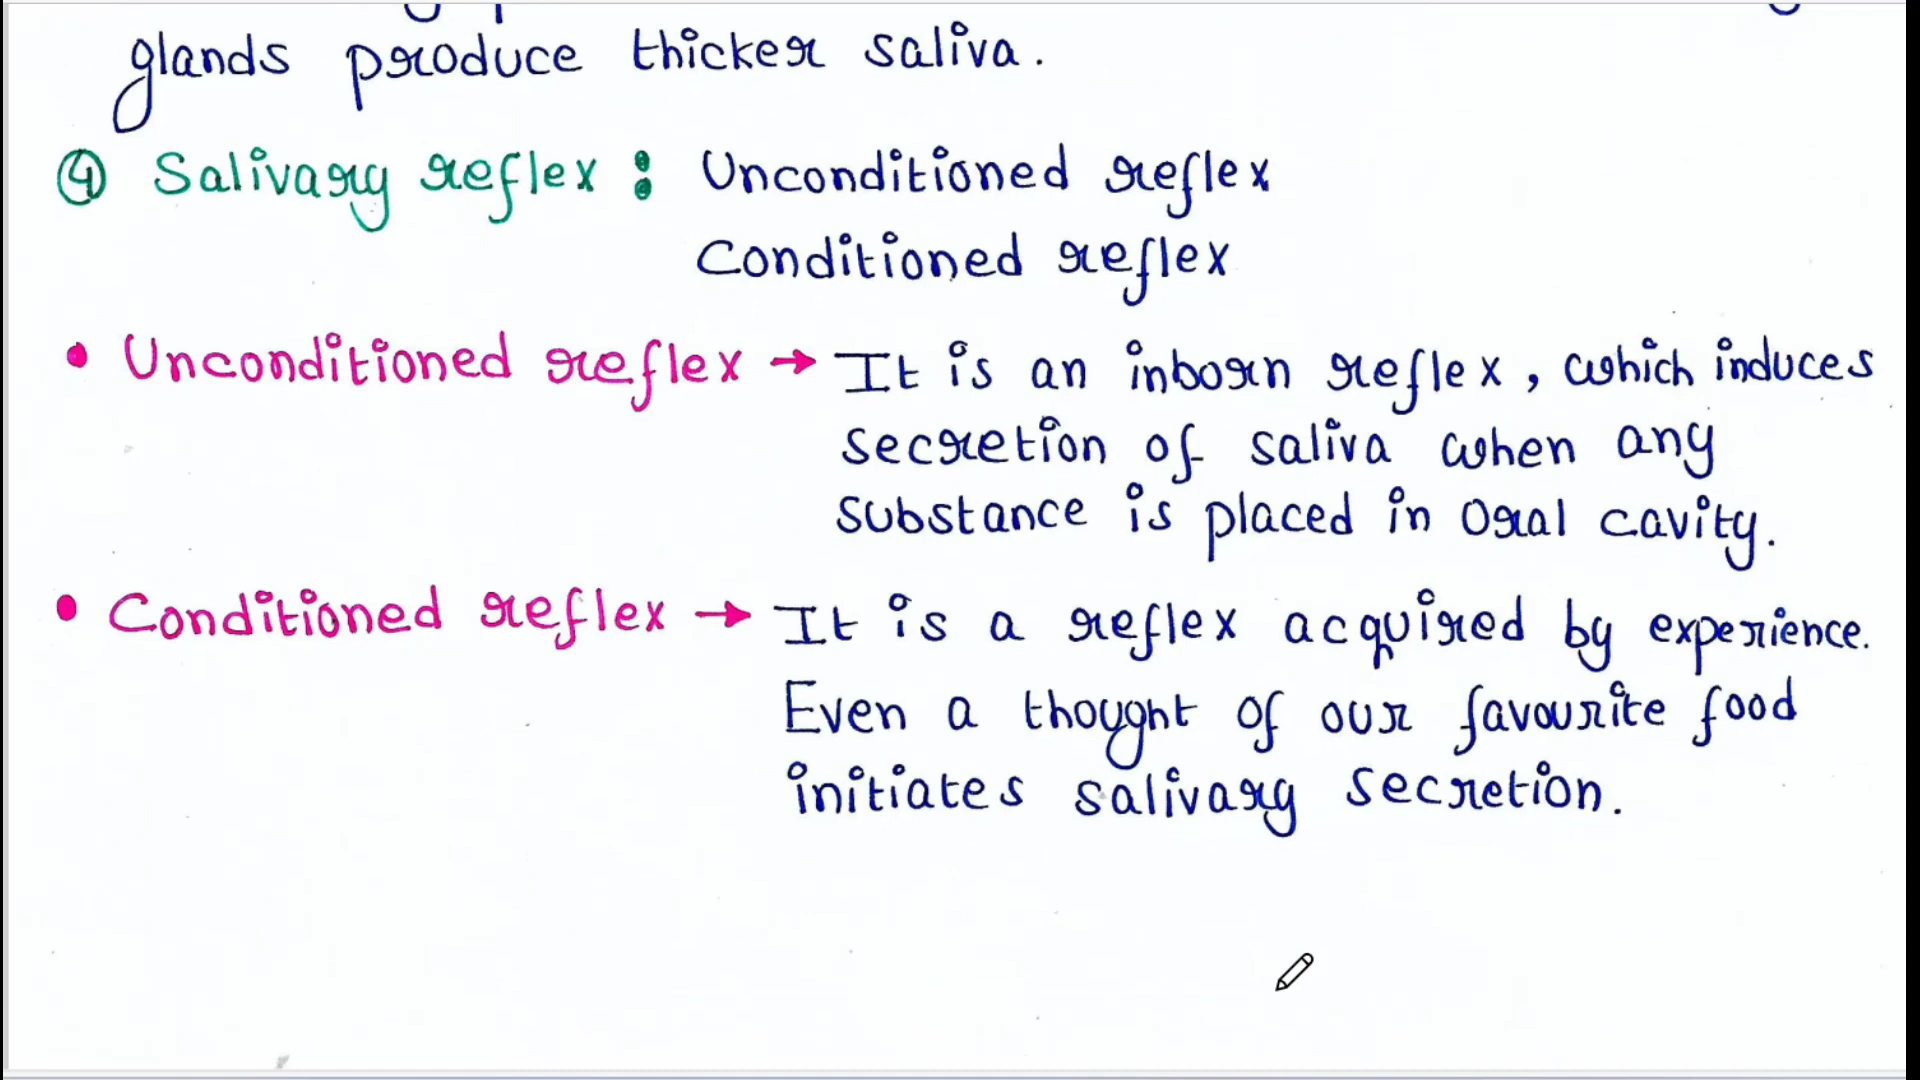 glands produce thicker saliva.
④ Salivary reflex : Unconditioned reflex
Conditioned reflex
• Unconditioned reflex → It is an inborn reflex, which induces
secretion of saliva when any
substance is placed in oral cavity.
• Conditioned reflex → It is a reflex acquired by experience.
Even a thought of our favourite food
initiates salivary secretion.